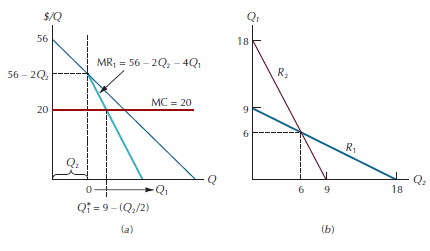 $/Q
56
MR₁ = 56 – 2Q₂ – 4Q₁
56 – 2Q₂
MC = 20
20
Q₂
Q
0
Q₁
Q₁* = 9 – (Q₂/2)
(a)
Q₁
18
R₂
9
6
R₁
Q₂
6
9
18
(b)